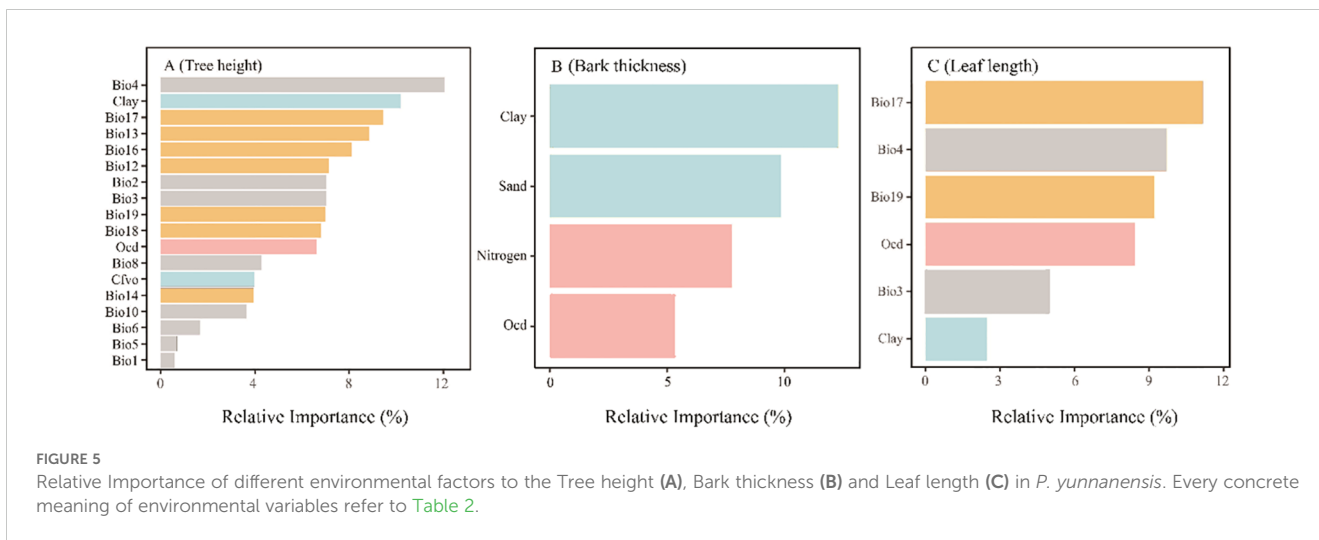 A (Tree height)
Bio4
Clay
Bio17
Bio13
Bio16
Bio12
Bio2
Bio3
Bio19
Bio18
Ocd
Bio8
Cfvo
Bio14
Bio10
Bio6
Bio5
Bio1
0 4 8 12
Relative Importance (%)
B (Bark thickness)
Clay
Sand
Nitrogen
Ocd
0 5 10
Relative Importance (%)
C (Leaf length)
Bio17
Bio4
Bio19
Ocd
Bio3
Clay
0 3 6 9 12
Relative Importance (%)
FIGURE 5
Relative Importance of different environmental factors to the Tree height (A), Bark thickness (B) and Leaf length (C) in P. yunnanensis. Every concrete
meaning of environmental variables refer to Table 2.